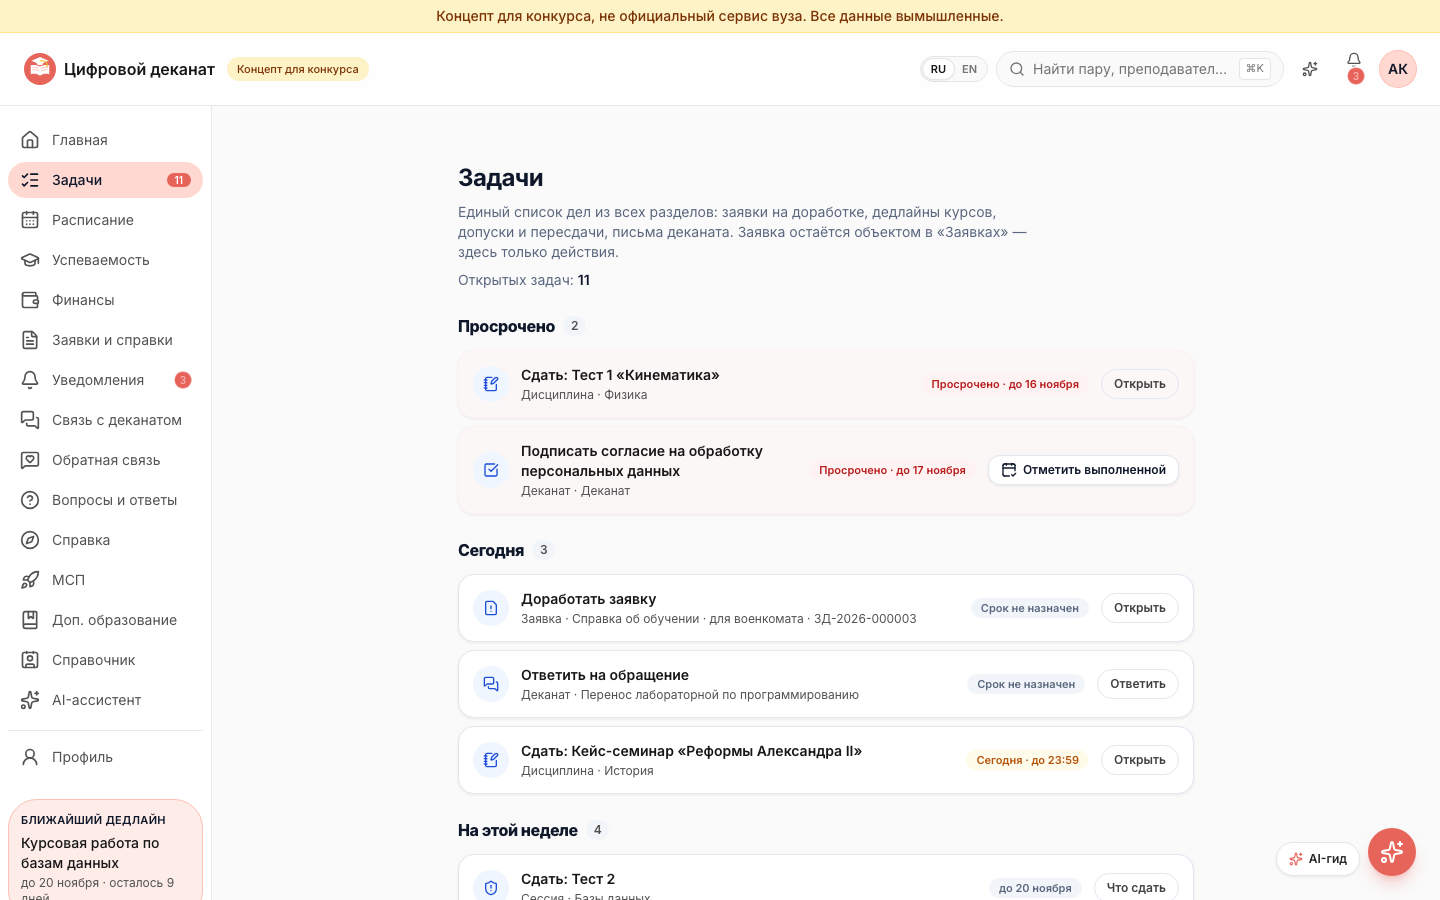 Концепт для конкурса, не официальный сервис вуза. Все данные вымышленные.
Цифровой деканат
Концепт для конкурса
RU EN
Найти пару, преподавател...
⌘K
3
АК
Главная
Задачи 11
Расписание
Успеваемость
Финансы
Заявки и справки
Уведомления 3
Связь с деканатом
Обратная связь
Вопросы и ответы
Справка
МСП
Доп. образование
Справочник
AI-ассистент
Профиль
БЛИЖАЙШИЙ ДЕДЛАЙН
Курсовая работа по
базам данных
до 20 ноября · осталось 9
дней
Задачи
Единый список дел из всех разделов: заявки на доработке, дедлайны курсов,
допуски и пересдачи, письма деканата. Заявка остаётся объектом в «Заявках» —
здесь только действия.
Открытых задач: 11
Просрочено 2
Сдать: Тест 1 «Кинематика»
Дисциплина · Физика
Просрочено · до 16 ноября
Открыть
Подписать согласие на обработку
персональных данных
Деканат · Деканат
Просрочено · до 17 ноября
Отметить выполненной
Сегодня 3
Доработать заявку
Заявка · Справка об обучении · для военкомата · ЗД-2026-000003
Срок не назначен
Открыть
Ответить на обращение
Деканат · Перенос лабораторной по программированию
Срок не назначен
Ответить
Сдать: Кейс-семинар «Реформы Александра II»
Дисциплина · История
Сегодня · до 23:59
Открыть
На этой неделе 4
Сдать: Тест 2
Сессия · Базы данных
до 20 ноября
Что сдать
AI-гид